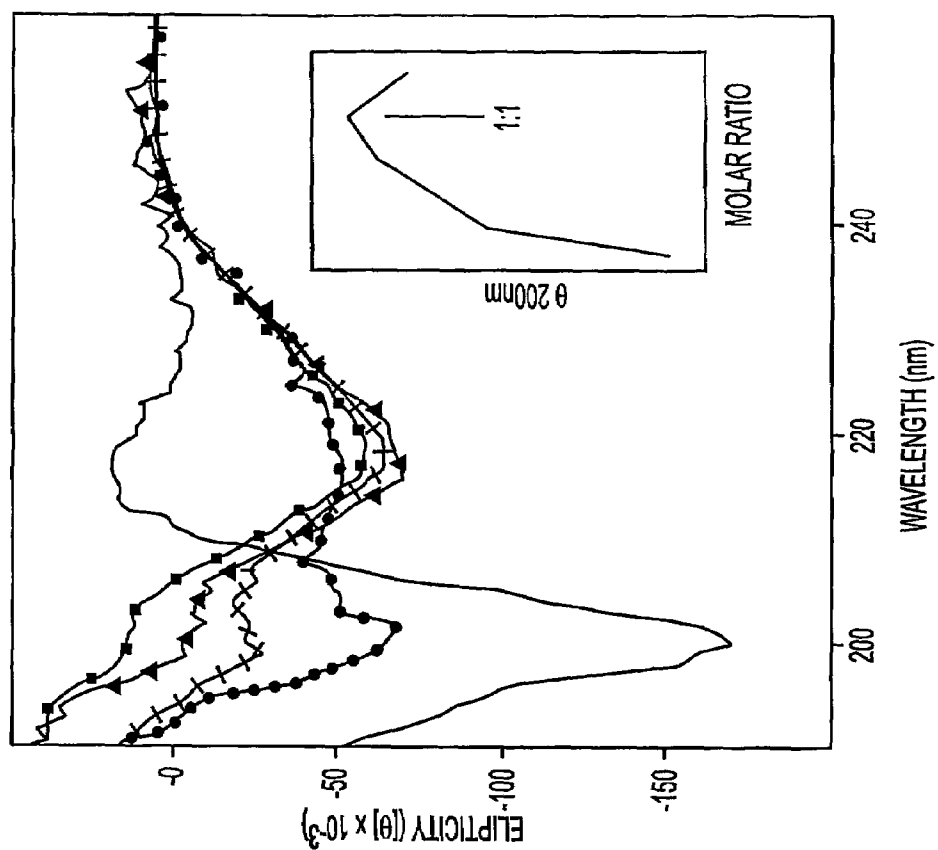 ELIPTICITY ([θ] x 10⁻³)
-0
-50
-100
-150
200
220
240
WAVELENGTH (nm)
θ 200nm
1:1
MOLAR RATIO